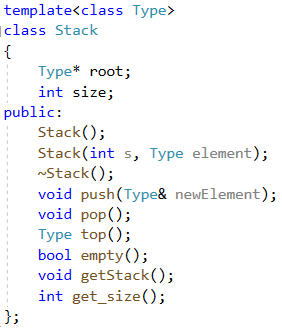 template<class Type>
class Stack
{
    Type* root;
    int size;
public:
    Stack();
    Stack(int s, Type element);
    ~Stack();
    void push(Type& newElement);
    void pop();
    Type top();
    bool empty();
    void getStack();
    int get_size();
};